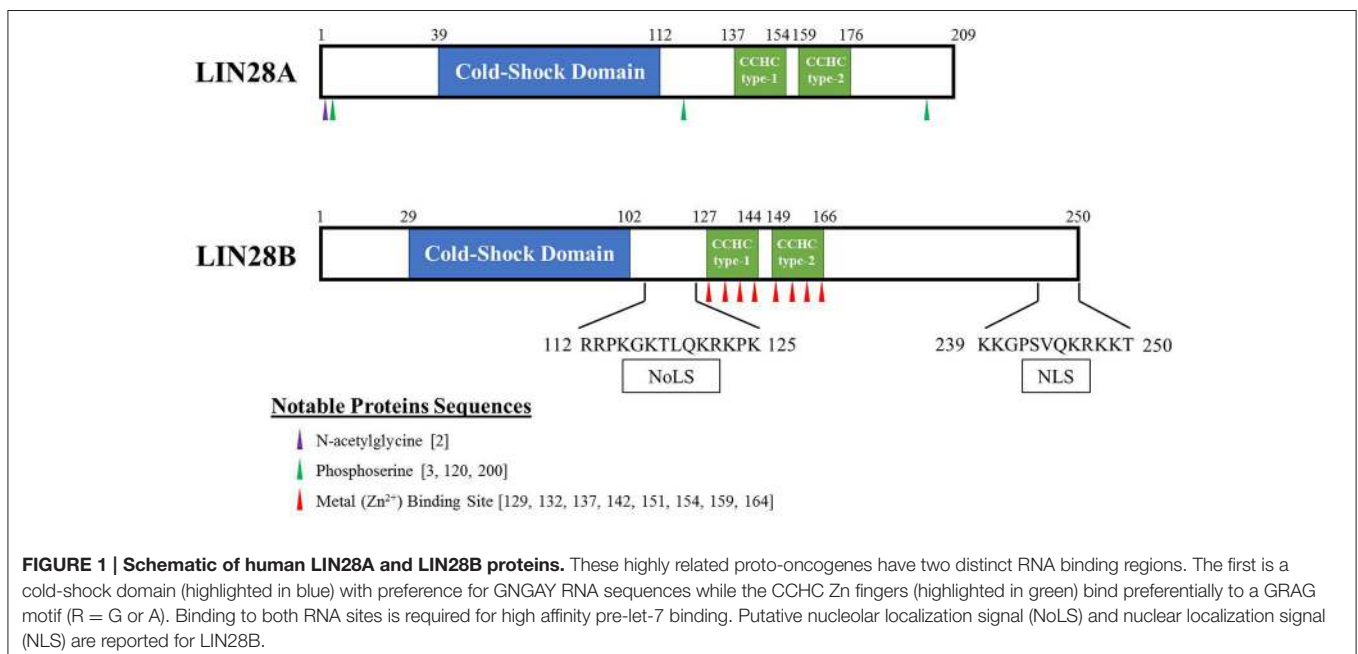 1 39 112 137 154 159 176 209
LIN28A
Cold-Shock Domain
CCHC type-1
CCHC type-2
1 29 102 127 144 149 166 250
LIN28B
Cold-Shock Domain
CCHC type-1
CCHC type-2
112 RRPKGKTLQKRKPK 125
239 KKGPSVQKRKKT 250
NoLS
NLS
Notable Proteins Sequences
N-acetylglycine [2]
Phosphoserine [3, 120, 200]
Metal (Zn²⁺) Binding Site [129, 132, 137, 142, 151, 154, 159, 164]
FIGURE 1 | Schematic of human LIN28A and LIN28B proteins. These highly related proto-oncogenes have two distinct RNA binding regions. The first is a
cold-shock domain (highlighted in blue) with preference for GNGAY RNA sequences while the CCHC Zn fingers (highlighted in green) bind preferentially to a GRAG
motif (R = G or A). Binding to both RNA sites is required for high affinity pre-let-7 binding. Putative nucleolar localization signal (NoLS) and nuclear localization signal
(NLS) are reported for LIN28B.